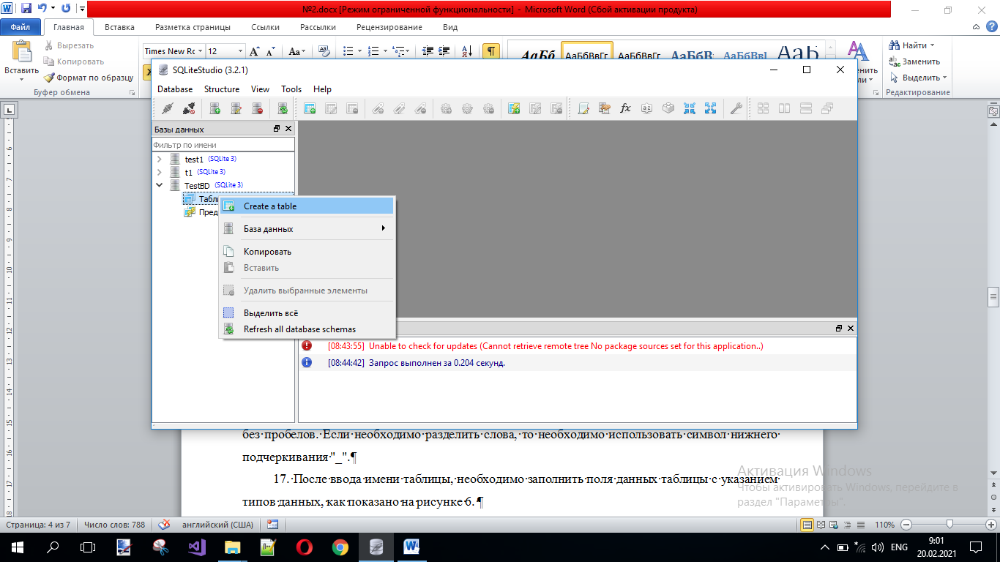 №2.docx [Режим ограниченной функциональности] - Microsoft Word (Сбой активации продукта)
Файл Главная Вставка Разметка страницы Ссылки Рассылки Рецензирование Вид
Вставить
Вырезать
Копировать
Формат по образцу
Буфер обмена
Times New Rc 12
Aa
АаБб АаБбВвГг АаБбВвГг АаБбВ АаБбВвІ АаБ
Найти
Заменить
Выделить
Редактирование
SQLiteStudio (3.2.1)
Database Structure View Tools Help
Базы данных
Фильтр по имени
test1 (SQLite 3)
t1 (SQLite 3)
TestBD (SQLite 3)
Табли
Пред
Create a table
База данных
Копировать
Вставить
Удалить выбранные элементы
Выделить всё
Refresh all database schemas
[08:43:55] Unable to check for updates (Cannot retrieve remote tree No package sources set for this application..)
[08:44:42] Запрос выполнен за 0.204 секунд.
без пробелов. Если необходимо разделить слова, то необходимо использовать символ нижнего
подчеркивания "_".¶
17. После ввода имени таблицы, необходимо заполнить поля данных таблицы с указанием
типов данных, как показано на рисунке 6. ¶
Активация Windows
Чтобы активировать Windows, перейдите в
раздел "Параметры".
Страница: 4 из 7 Число слов: 788 английский (США) 110%
ENG
9:01
20.02.2021